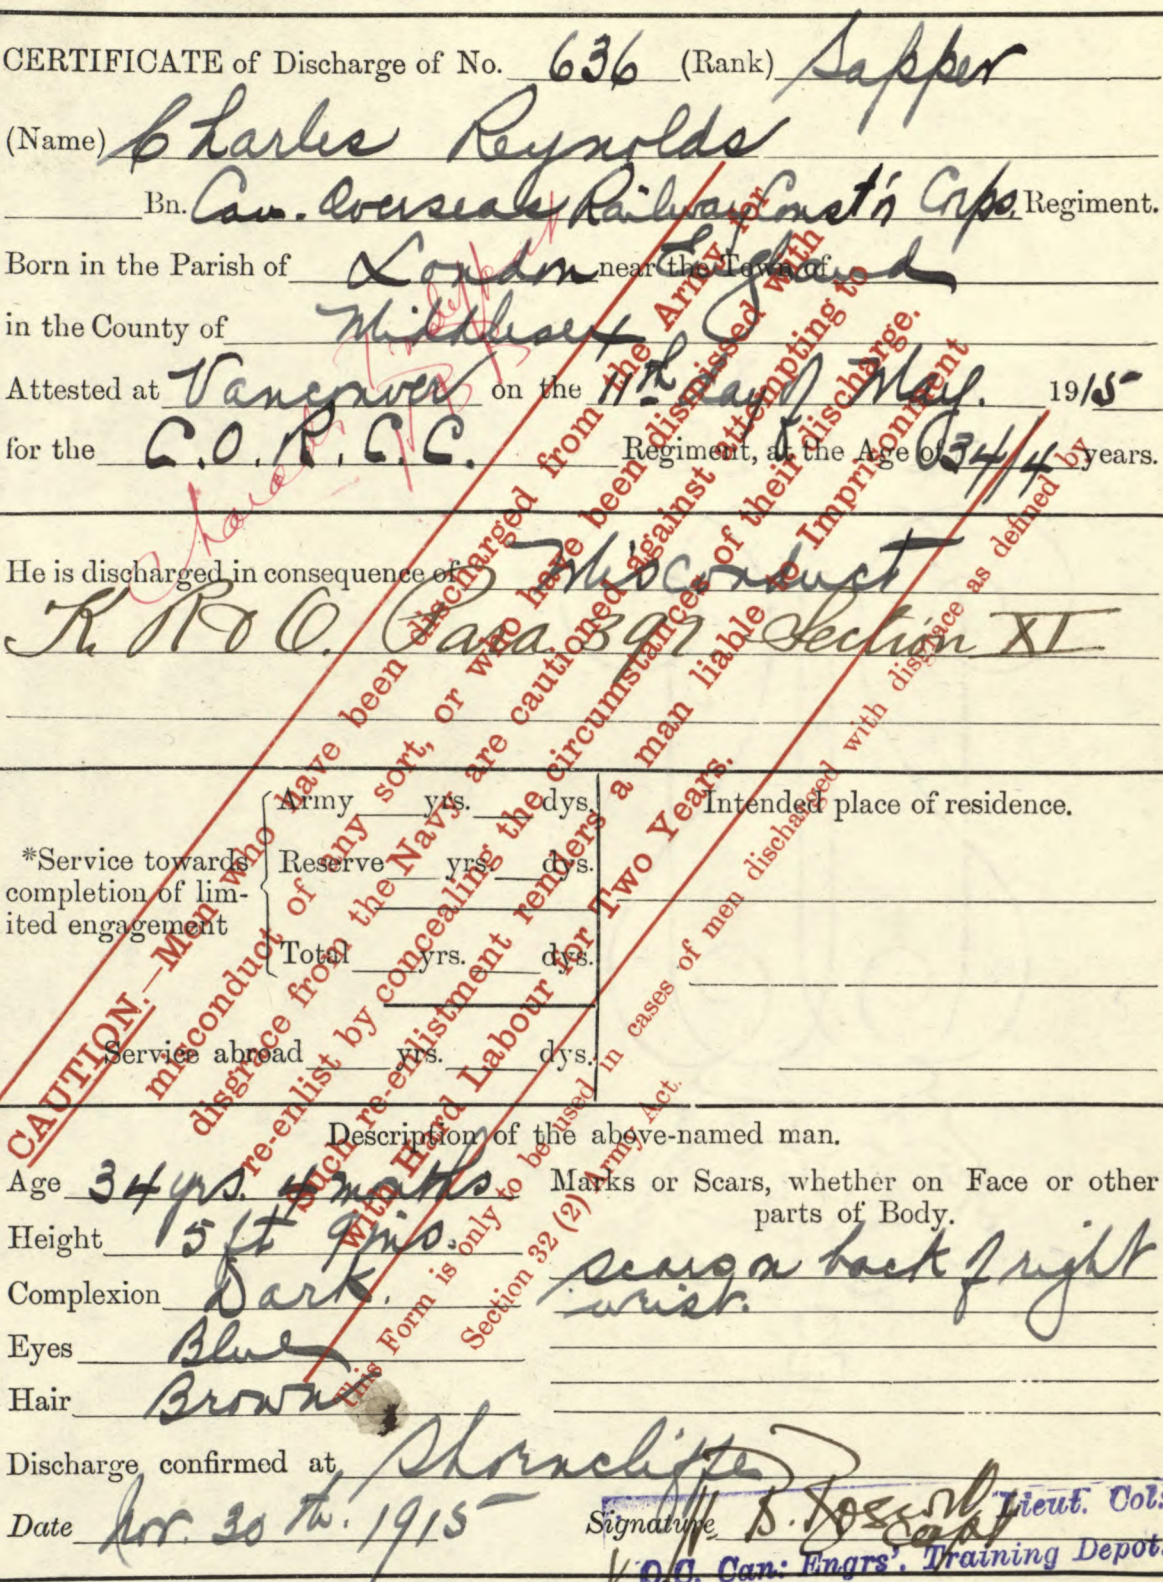 CERTIFICATE of Discharge of No. 636 (Rank) Sapper
(Name) Charles Reynolds
Bn. Can. Overseas Railway Const'n Corps. Regiment.
Born in the Parish of London near the Town of England
in the County of Middlesex
Attested at Vancouver on the 11th day of May. 1915
for the C.O.R.C.C. Regiment, at the Age of 34 4 years.
He is discharged in consequence of Misconduct
K. R & O. Para 392 Section XI
Army yrs. dys.
Intended place of residence.
*Service towards completion of lim-ited engagement
Reserve yrs. dys.
Total yrs. dys.
Service abroad yrs. dys.
CAUTION.—Men who have been discharged from the Army for
misconduct of any sort, or who have been dismissed with
disgrace from the Navy are cautioned against attempting to
re-enlist by concealing the circumstances of their discharge.
Such re-enlistment renders a man liable to Imprisonment
with Hard Labour for Two Years.
This Form is only to be used in cases of men discharged with disgrace as defined by
Section 32 (2) Army Act.
Description of the above-named man.
Age 34 yrs. 4 months
Marks or Scars, whether on Face or other
parts of Body.
Height 5 ft 9 ins.
scars on back of right
Complexion Dark.
wrist.
Eyes Blue
Hair Brown
Discharge confirmed at Shorncliffe
Date Nov. 30th. 1915
Signature B. Capt Lieut. Col:
O.C. Can: Engrs'. Training Depot.